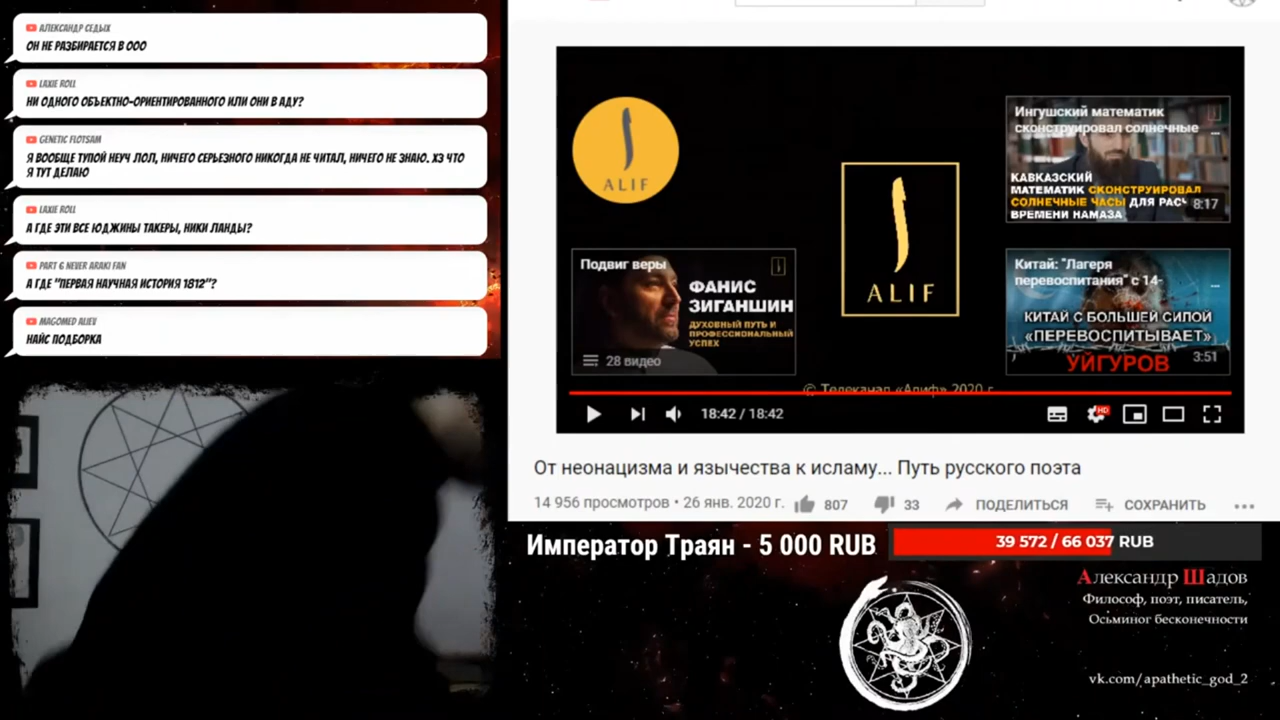 АЛЕКСАНДР СЕДЫХ
ОН НЕ РАЗБИРАЕТСЯ В ООО
LAXIE ROLL
НИ ОДНОГО ОБЪЕКТНО-ОРИЕНТИРОВАННОГО ИЛИ ОНИ В АДУ?
GENETIC FLOTSAM
Я ВООБЩЕ ТУПОЙ НЕУЧ ЛОЛ, НИЧЕГО СЕРЬЕЗНОГО НИКОГДА НЕ ЧИТАЛ, НИЧЕГО НЕ ЗНАЮ. ХЗ ЧТО
Я ТУТ ДЕЛАЮ
LAXIE ROLL
А ГДЕ ЭТИ ВСЕ ЮДЖИНЫ ТАКЕРЫ, НИКИ ЛАНДЫ?
PART 6 NEVER ARAKI FAN
А ГДЕ "ПЕРВАЯ НАУЧНАЯ ИСТОРИЯ 1812"?
MAGOMED ALIEV
НАЙС ПОДБОРКА
ALIF
ALIF
Ингушский математик
сконструировал солнечные
...
КАВКАЗСКИЙ
МАТЕМАТИК СКОНСТРУИРОВАЛ
СОЛНЕЧНЫЕ ЧАСЫ ДЛЯ РАСЧ
ВРЕМЕНИ НАМАЗА
8:17
Подвиг веры
ФАНИС
ЗИГАНШИН
ДУХОВНЫЙ ПУТЬ И
ПРОФЕССИОНАЛЬНЫЙ
УСПЕХ
28 видео
Китай: "Лагеря
перевоспитания" с 14-
...
КИТАЙ С БОЛЬШЕЙ СИЛОЙ
«ПЕРЕВОСПИТЫВАЕТ»
УЙГУРОВ
3:51
© Телеканал «Алиф» 2020 г.
18:42 / 18:42
HD
От неонацизма и язычества к исламу... Путь русского поэта
14 956 просмотров • 26 янв. 2020 г.
807
33
ПОДЕЛИТЬСЯ
СОХРАНИТЬ
Император Траян - 5 000 RUB
39 572 / 66 037 RUB
Александр Шадов
Философ, поэт, писатель,
Осьминог бесконечности
vk.com/apathetic_god_2